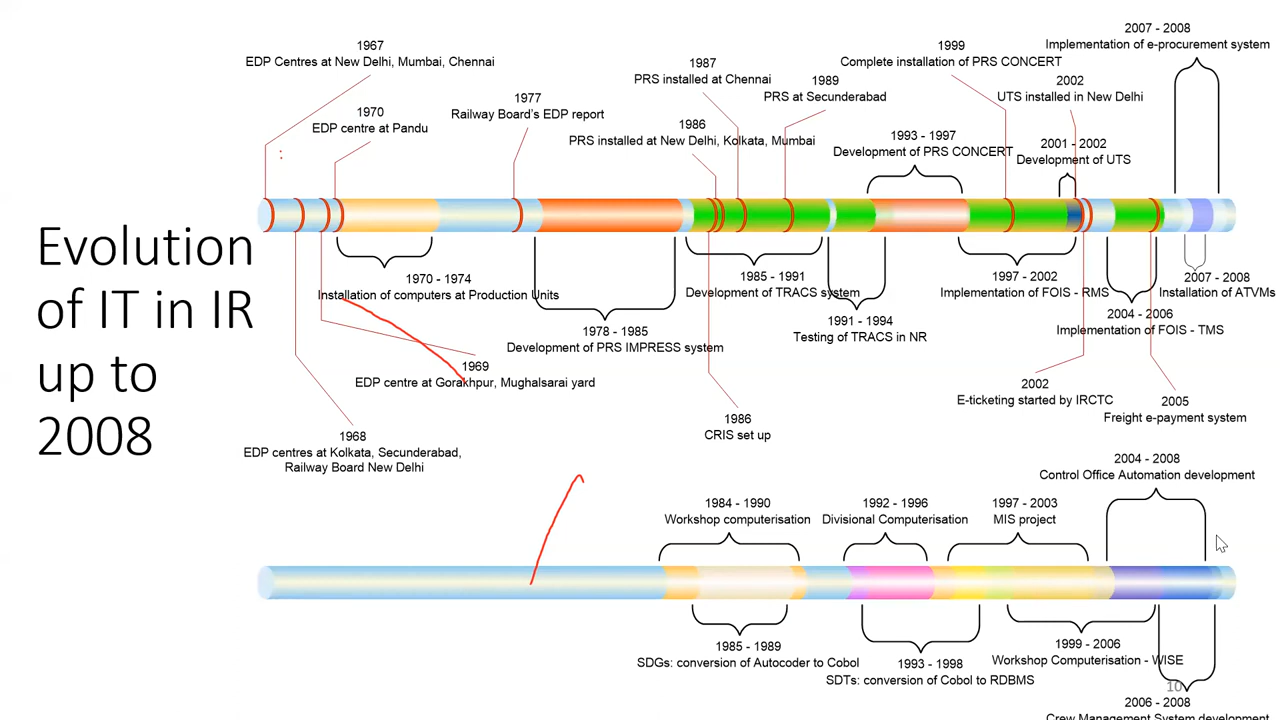 Evolution
of IT in IR
up to
2008
1967
EDP Centres at New Delhi, Mumbai, Chennai
1970
EDP centre at Pandu
1977
Railway Board's EDP report
1986
PRS installed at New Delhi, Kolkata, Mumbai
1987
PRS installed at Chennai
1989
PRS at Secunderabad
1993 - 1997
Development of PRS CONCERT
1999
Complete installation of PRS CONCERT
2001 - 2002
Development of UTS
2002
UTS installed in New Delhi
2007 - 2008
Implementation of e-procurement system
1970 - 1974
Installation of computers at Production Units
1969
EDP centre at Gorakhpur, Mughalsarai yard
1968
EDP centres at Kolkata, Secunderabad,
Railway Board New Delhi
1978 - 1985
Development of PRS IMPRESS system
1985 - 1991
Development of TRACS system
1986
CRIS set up
1991 - 1994
Testing of TRACS in NR
1997 - 2002
Implementation of FOIS - RMS
2002
E-ticketing started by IRCTC
2004 - 2006
Implementation of FOIS - TMS
2005
Freight e-payment system
2007 - 2008
Installation of ATVMs
1984 - 1990
Workshop computerisation
1992 - 1996
Divisional Computerisation
1997 - 2003
MIS project
2004 - 2008
Control Office Automation development
1985 - 1989
SDGs: conversion of Autocoder to Cobol
1993 - 1998
SDTs: conversion of Cobol to RDBMS
1999 - 2006
Workshop Computerisation - WISE
10
2006 - 2008
Crew Management System development